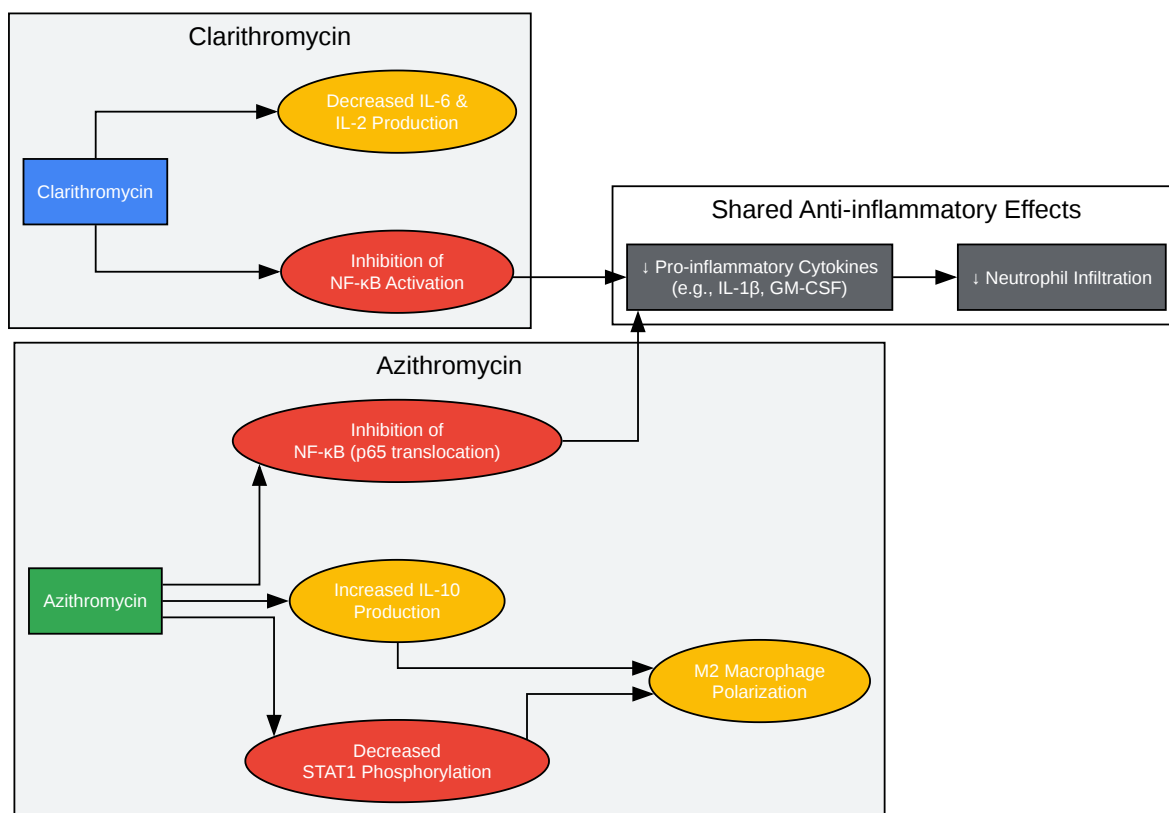 Clarithromycin
Decreased IL-6 &
IL-2 Production
Clarithromycin
Inhibition of
NF-κB Activation
Shared Anti-inflammatory Effects
↓ Pro-inflammatory Cytokines
(e.g., IL-1β, GM-CSF)
↓ Neutrophil Infiltration
Azithromycin
Inhibition of
NF-κB (p65 translocation)
Azithromycin
Increased IL-10
Production
M2 Macrophage
Polarization
Decreased
STAT1 Phosphorylation